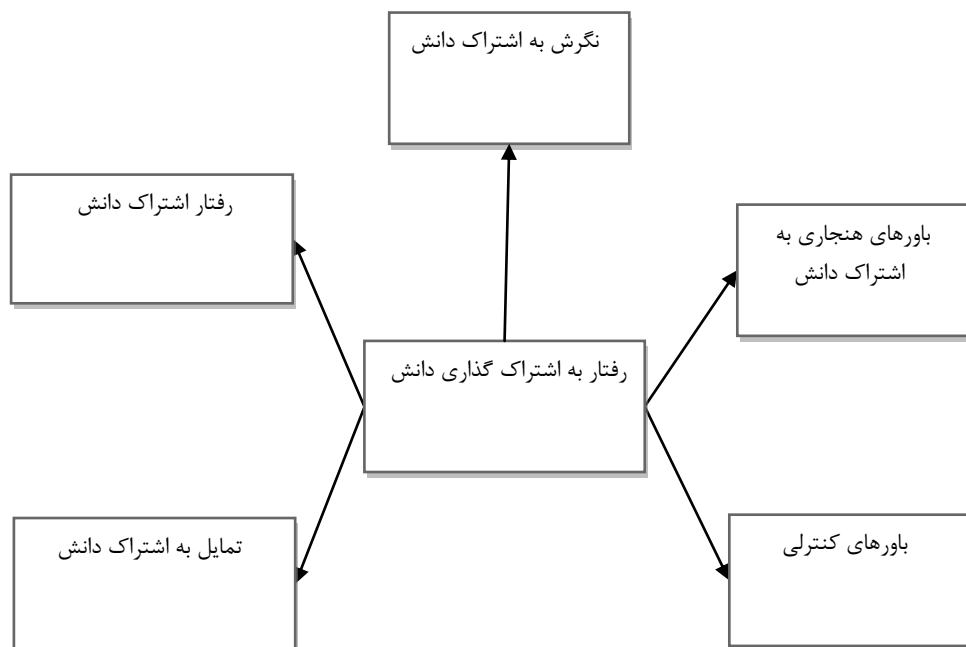 نگرش به اشتراک دانش
رفتار اشتراک دانش
باورهای هنجاری به
اشتراک دانش
رفتار به اشتراک گذاری دانش
تمایل به اشتراک دانش
باورهای کنترلی